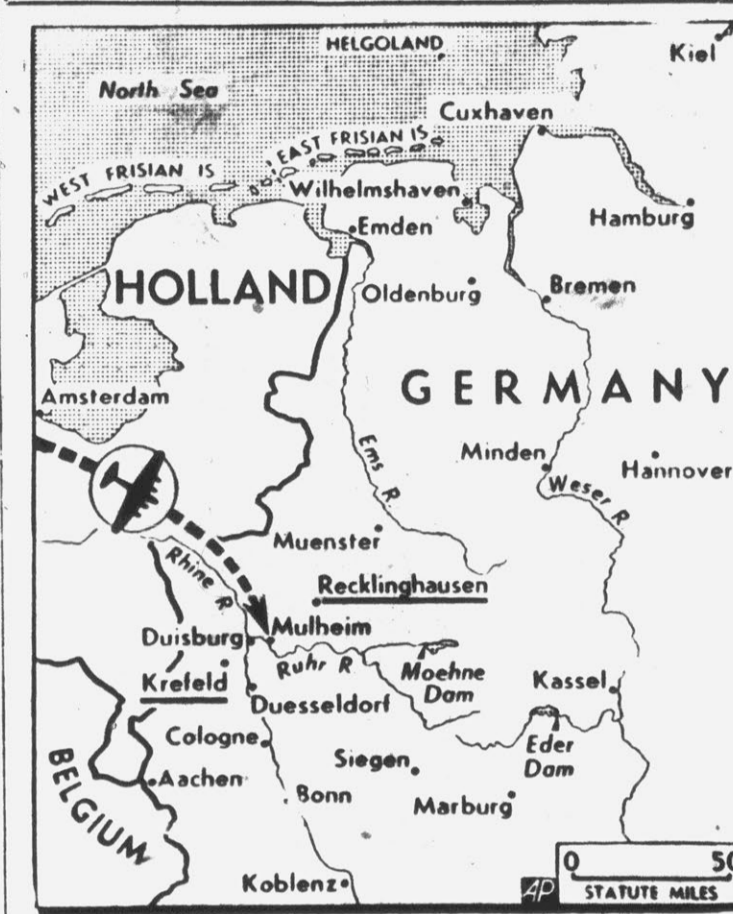 HELGOLAND
Kiel
North Sea
Cuxhaven
EAST FRISIAN IS
WEST FRISIAN IS
Wilhelmshaven
Hamburg
Emden
HOLLAND
Oldenburg
Bremen
GERMANY
Amsterdam
Ems R.
Minden
Hannover
Weser R
Muenster
Rhine R
Recklinghausen
Duisburg
Mulheim
Ruhr R
Moehne
Dam
Krefeld
Kassel
Duesseldorf
Cologne
Eder
Dam
Siegen
BELGIUM
Aachen
Bonn
Marburg
Koblenz
AP
0 50
STATUTE MILES